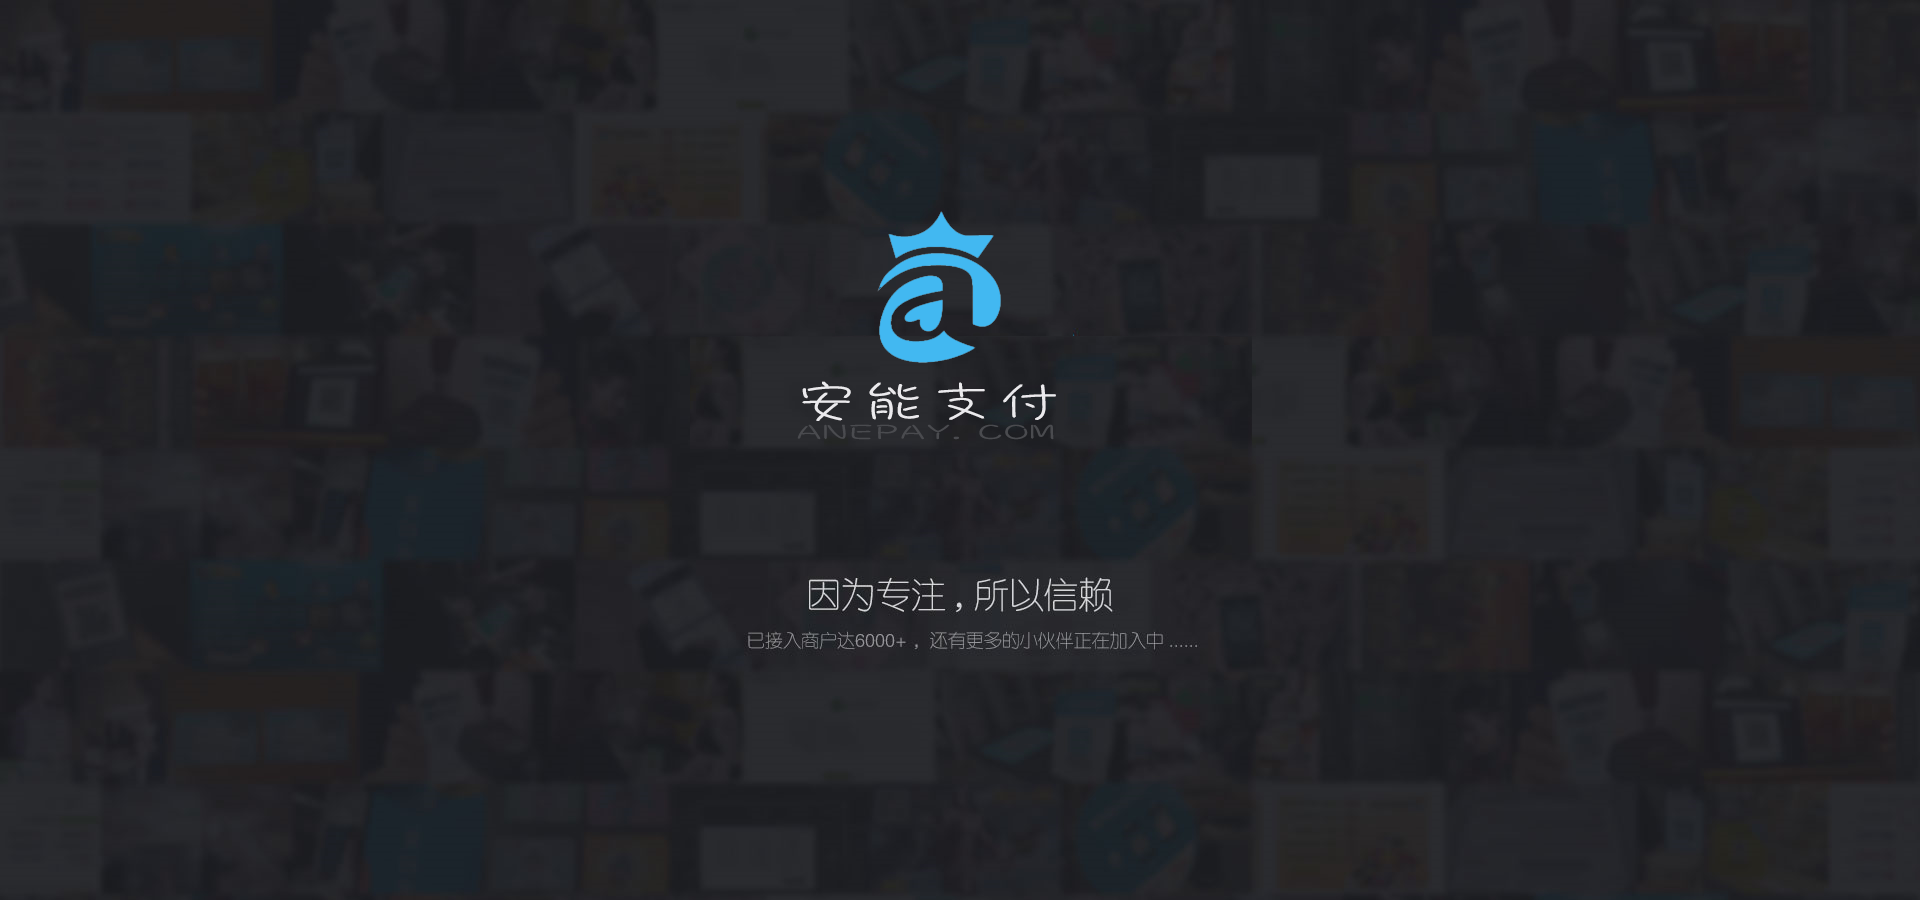 安能支付
ANEPAY. COM
因为专注，所以信赖
已接入商户达6000+ ，还有更多的小伙伴正在加入中 ......